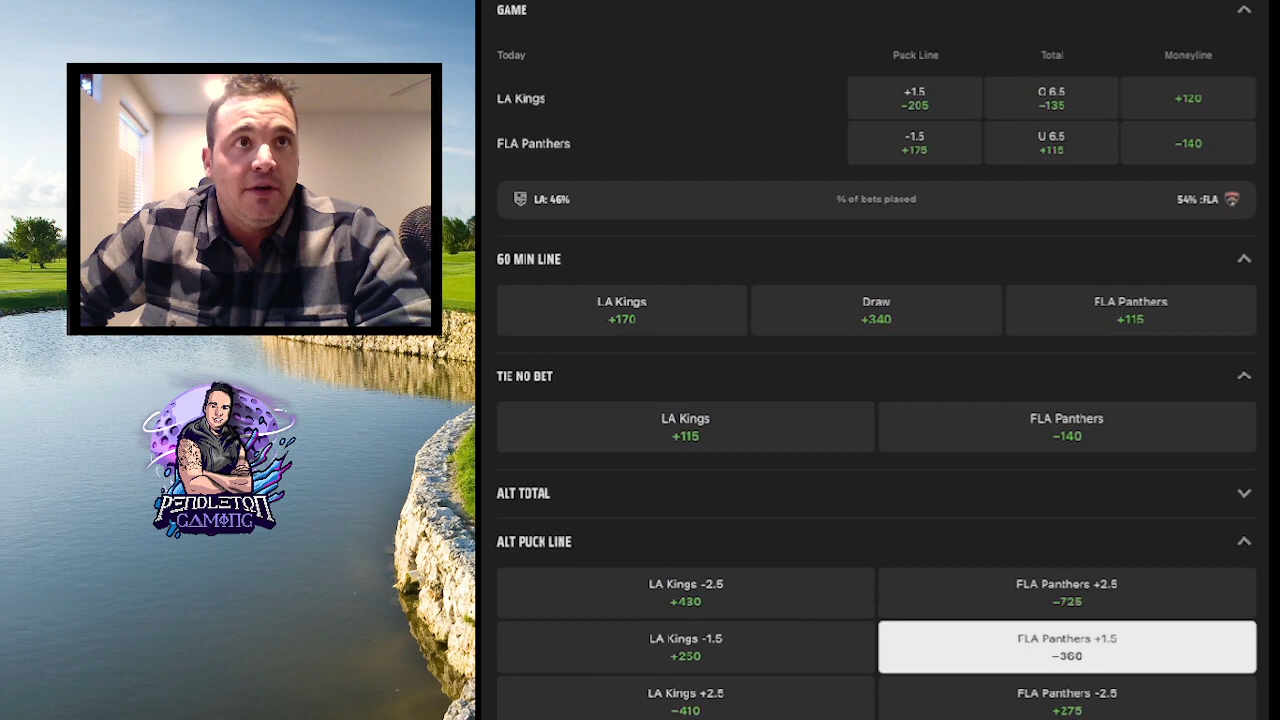 GAME
Today
Puck Line
Total
Moneyline
LA Kings
+1.5
-205
O 6.5
-135
+120
FLA Panthers
-1.5
+175
U 6.5
+115
-140
LA: 46%
% of bets placed
54% :FLA
60 MIN LINE
LA Kings
+170
Draw
+340
FLA Panthers
+115
TIE NO BET
LA Kings
+115
FLA Panthers
-140
ALT TOTAL
ALT PUCK LINE
LA Kings -2.5
+430
FLA Panthers +2.5
-725
LA Kings -1.5
+250
FLA Panthers +1.5
-360
LA Kings +2.5
-410
FLA Panthers -2.5
+275
PENDLETON
GAMING